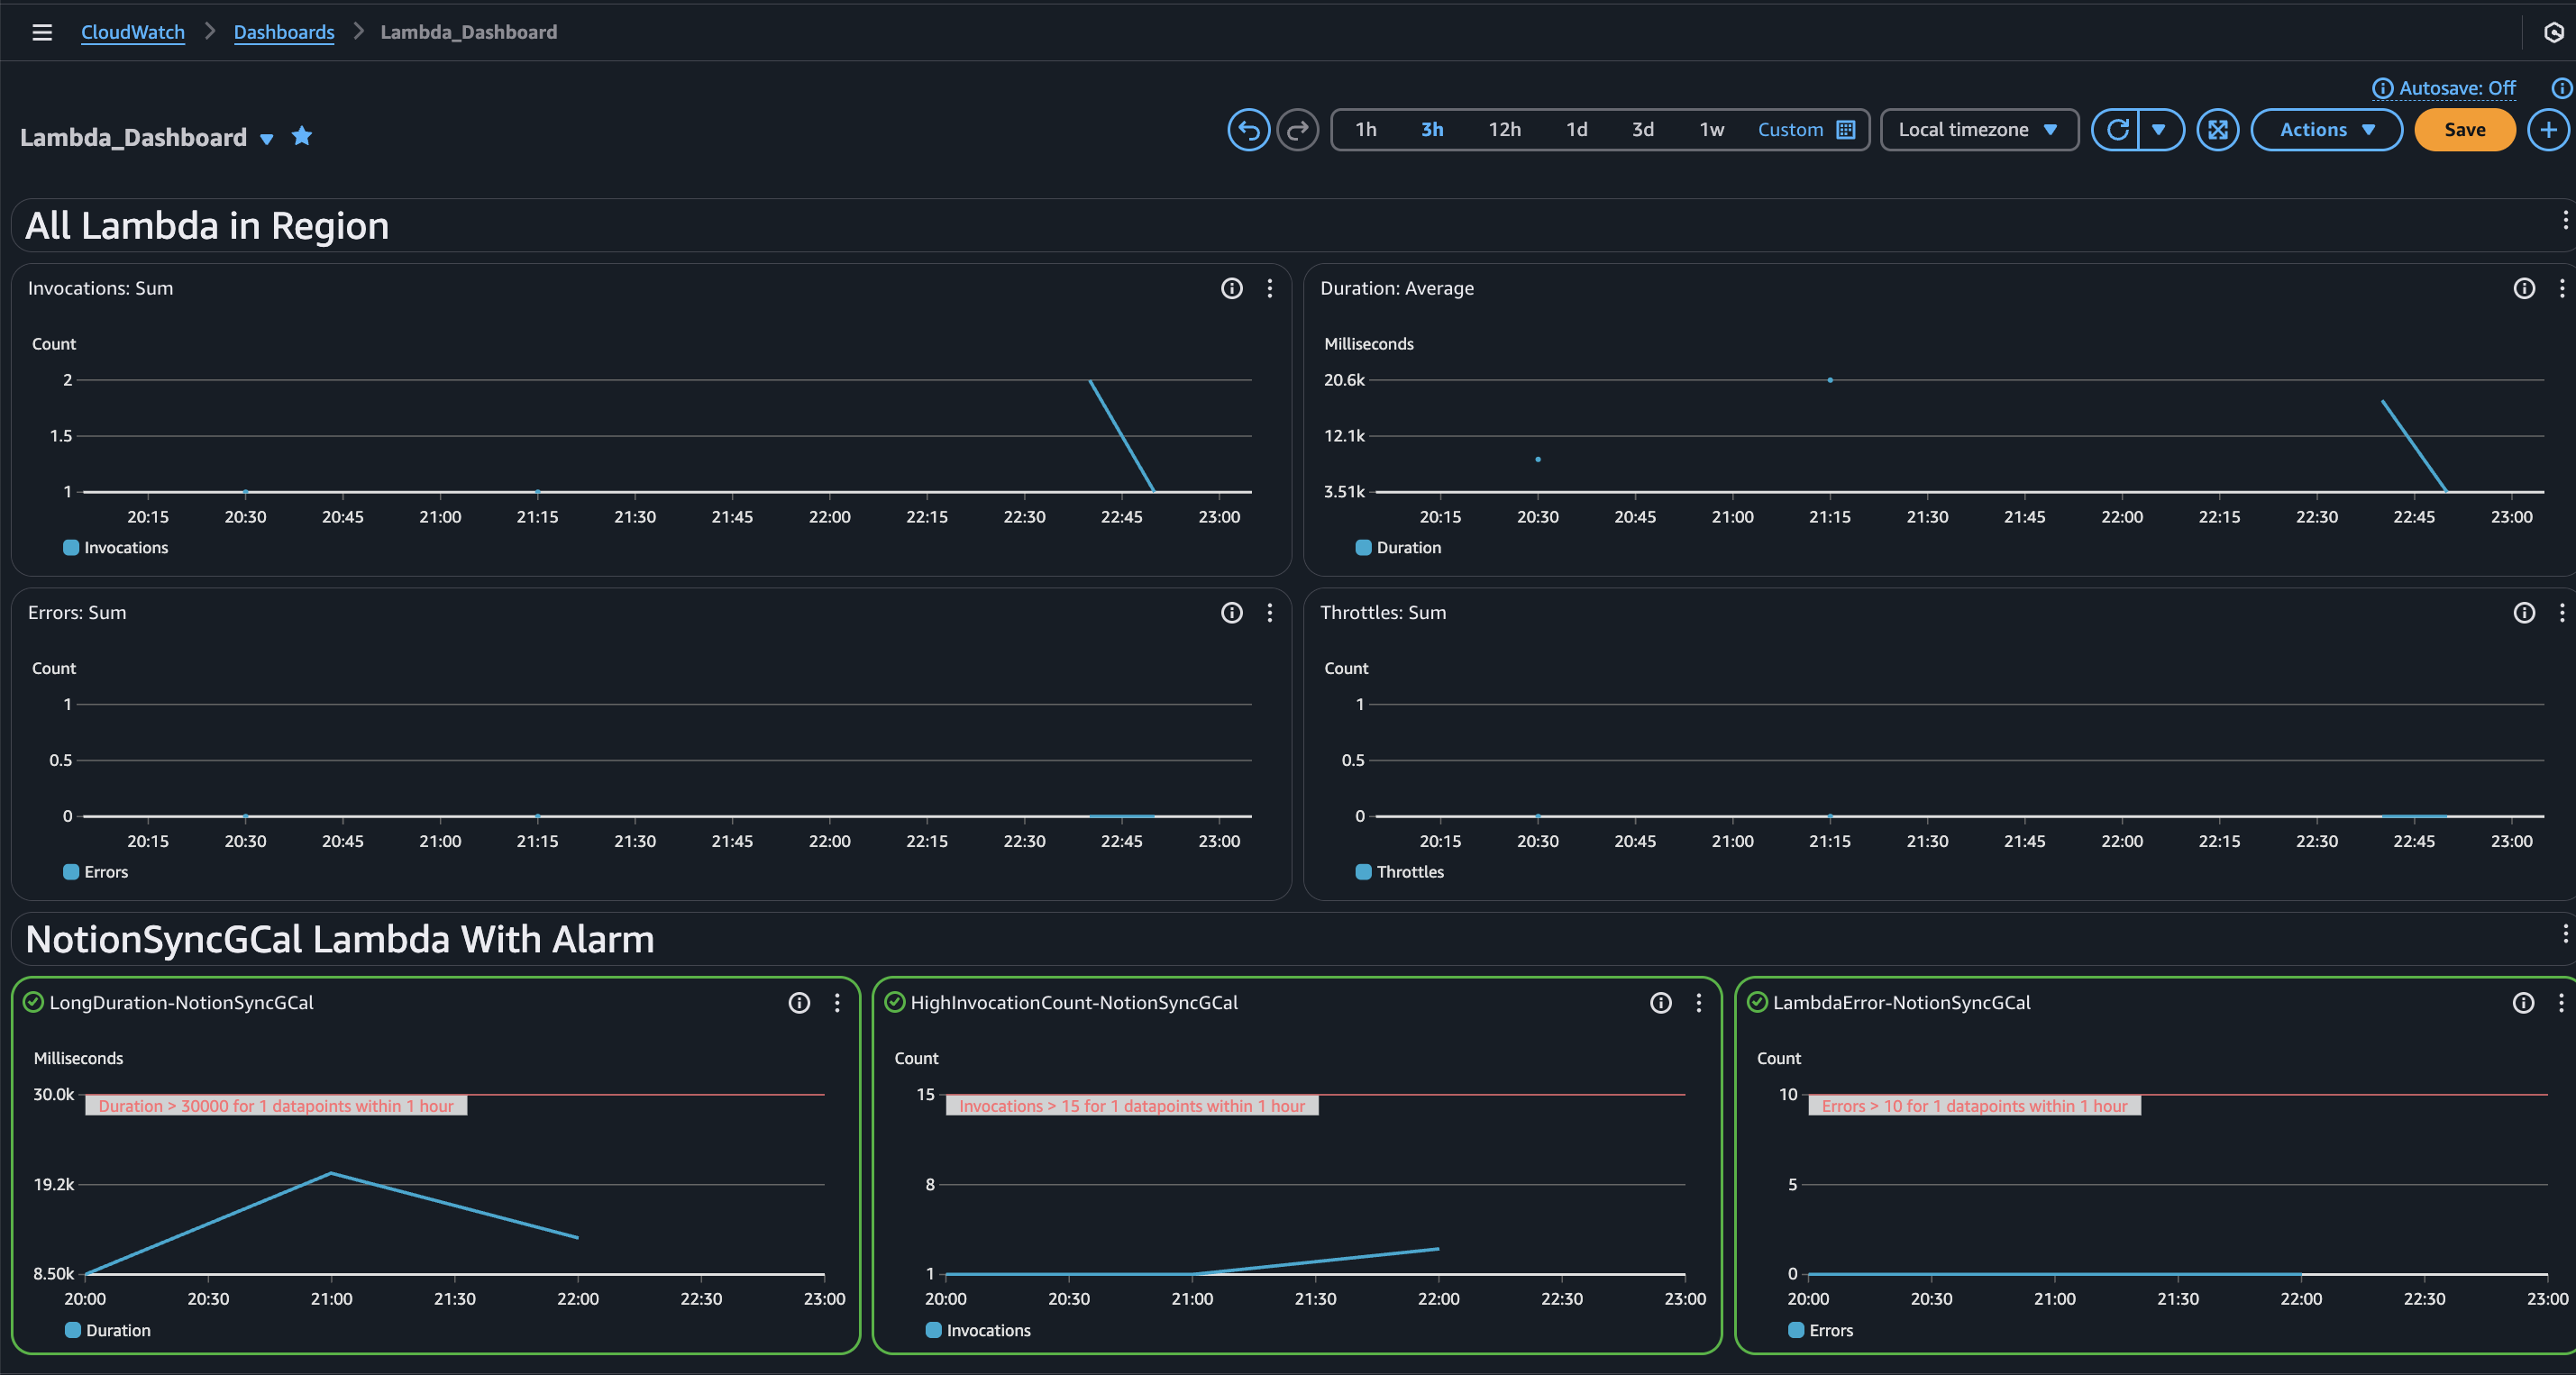 CloudWatch > Dashboards > Lambda_Dashboard
Autosave: Off
Lambda_Dashboard
1h 3h 12h 1d 3d 1w Custom Local timezone Actions Save
All Lambda in Region
Invocations: Sum
Count
2
1.5
1
20:15 20:30 20:45 21:00 21:15 21:30 21:45 22:00 22:15 22:30 22:45 23:00
Invocations
Duration: Average
Milliseconds
20.6k
12.1k
3.51k
20:15 20:30 20:45 21:00 21:15 21:30 21:45 22:00 22:15 22:30 22:45 23:00
Duration
Errors: Sum
Count
1
0.5
0
20:15 20:30 20:45 21:00 21:15 21:30 21:45 22:00 22:15 22:30 22:45 23:00
Errors
Throttles: Sum
Count
1
0.5
0
20:15 20:30 20:45 21:00 21:15 21:30 21:45 22:00 22:15 22:30 22:45 23:00
Throttles
NotionSyncGCal Lambda With Alarm
LongDuration-NotionSyncGCal
Milliseconds
30.0k
Duration > 30000 for 1 datapoints within 1 hour
19.2k
8.50k
20:00 20:30 21:00 21:30 22:00 22:30 23:00
Duration
HighInvocationCount-NotionSyncGCal
Count
15
Invocations > 15 for 1 datapoints within 1 hour
8
1
20:00 20:30 21:00 21:30 22:00 22:30 23:00
Invocations
LambdaError-NotionSyncGCal
Count
10
Errors > 10 for 1 datapoints within 1 hour
5
0
20:00 20:30 21:00 21:30 22:00 22:30 23:00
Errors